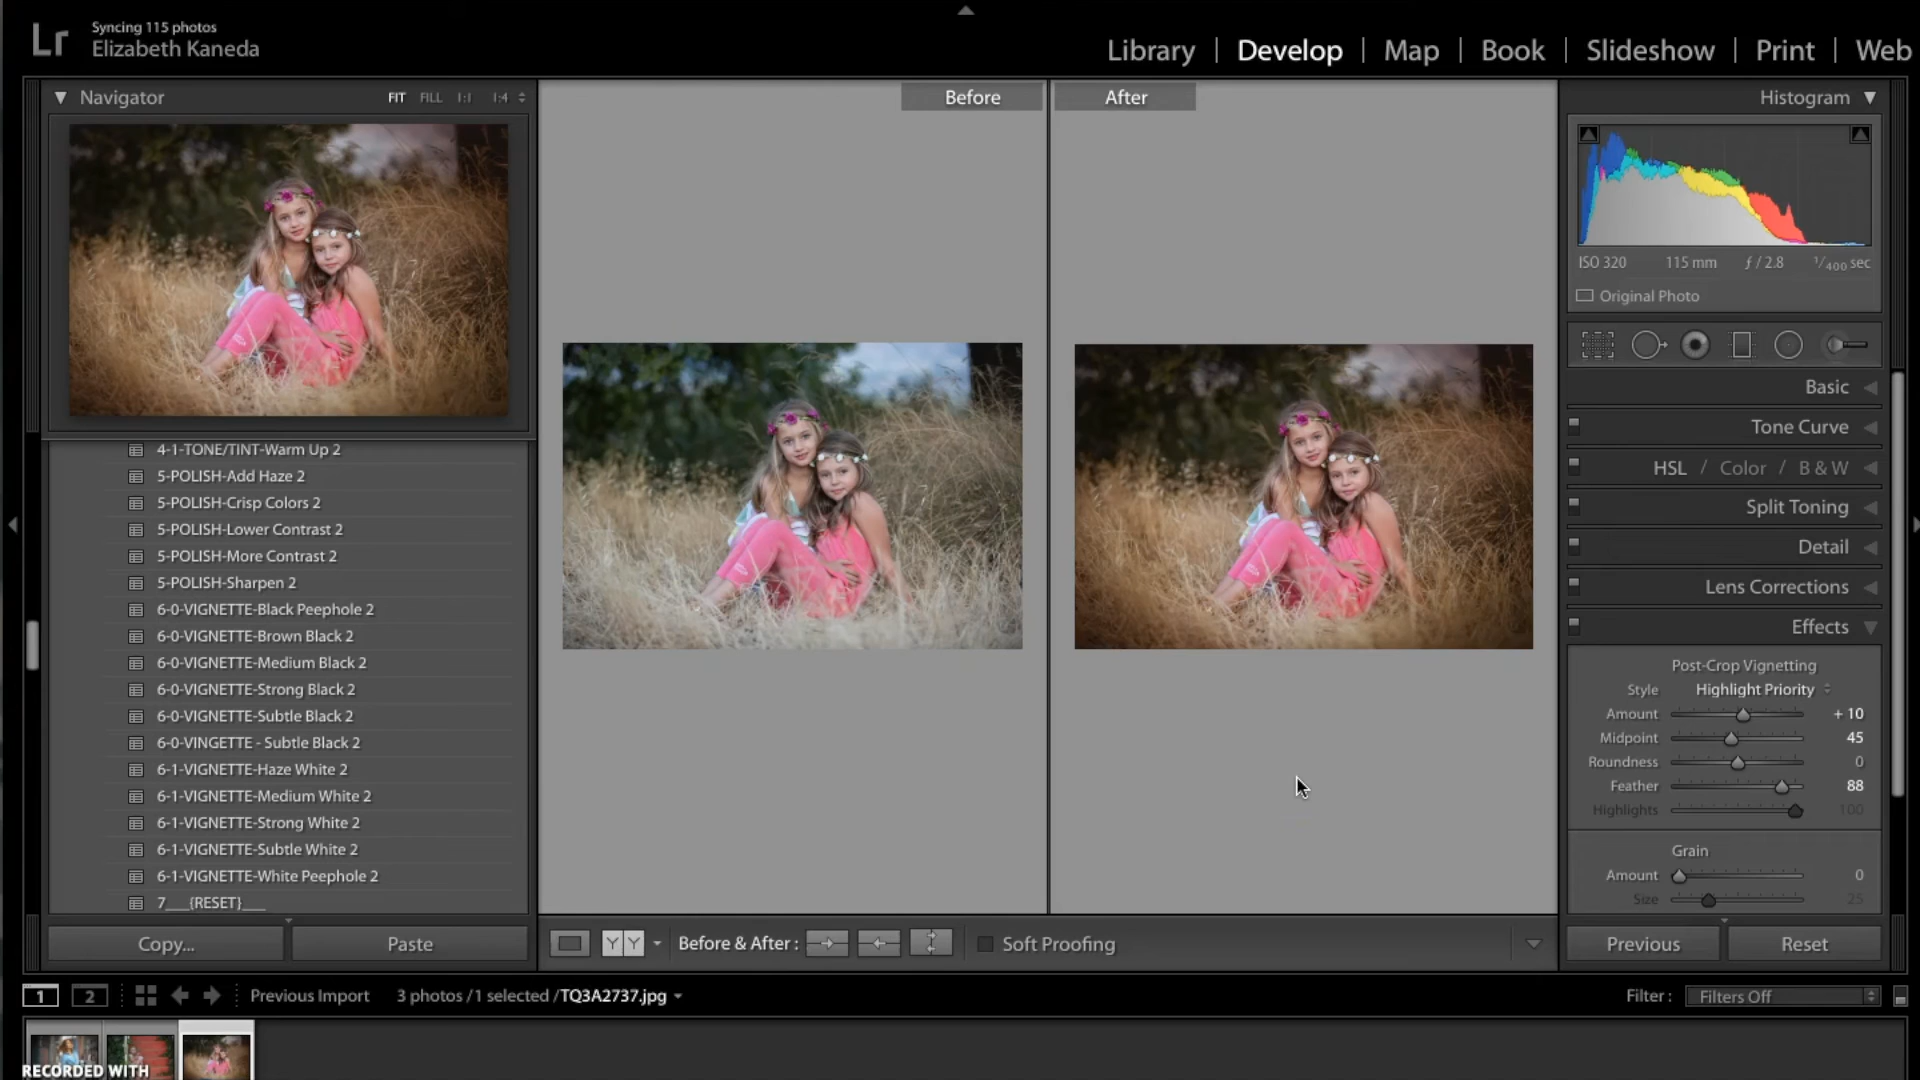 Lr
Syncing 115 photos
Elizabeth Kaneda
Library | Develop | Map | Book | Slideshow | Print | Web
Navigator FIT FILL 1:1 1:4
Before
After
Histogram
ISO 320 115 mm ƒ / 2.8 1/400 sec
Original Photo
Basic
Tone Curve
HSL / Color / B & W
Split Toning
Detail
Lens Corrections
Effects
Post-Crop Vignetting
Style Highlight Priority
Amount + 10
Midpoint 45
Roundness 0
Feather 88
Highlights 100
Grain
Amount 0
Size 25
4-1-TONE/TINT-Warm Up 2
5-POLISH-Add Haze 2
5-POLISH-Crisp Colors 2
5-POLISH-Lower Contrast 2
5-POLISH-More Contrast 2
5-POLISH-Sharpen 2
6-0-VIGNETTE-Black Peephole 2
6-0-VIGNETTE-Brown Black 2
6-0-VIGNETTE-Medium Black 2
6-0-VIGNETTE-Strong Black 2
6-0-VIGNETTE-Subtle Black 2
6-0-VINGETTE - Subtle Black 2
6-1-VIGNETTE-Haze White 2
6-1-VIGNETTE-Medium White 2
6-1-VIGNETTE-Strong White 2
6-1-VIGNETTE-Subtle White 2
6-1-VIGNETTE-White Peephole 2
7___{RESET}___
Copy... Paste
YY Before & After : Soft Proofing
Previous Reset
1 2 Previous Import 3 photos /1 selected /TQ3A2737.jpg
Filter : Filters Off
RECORDED WITH